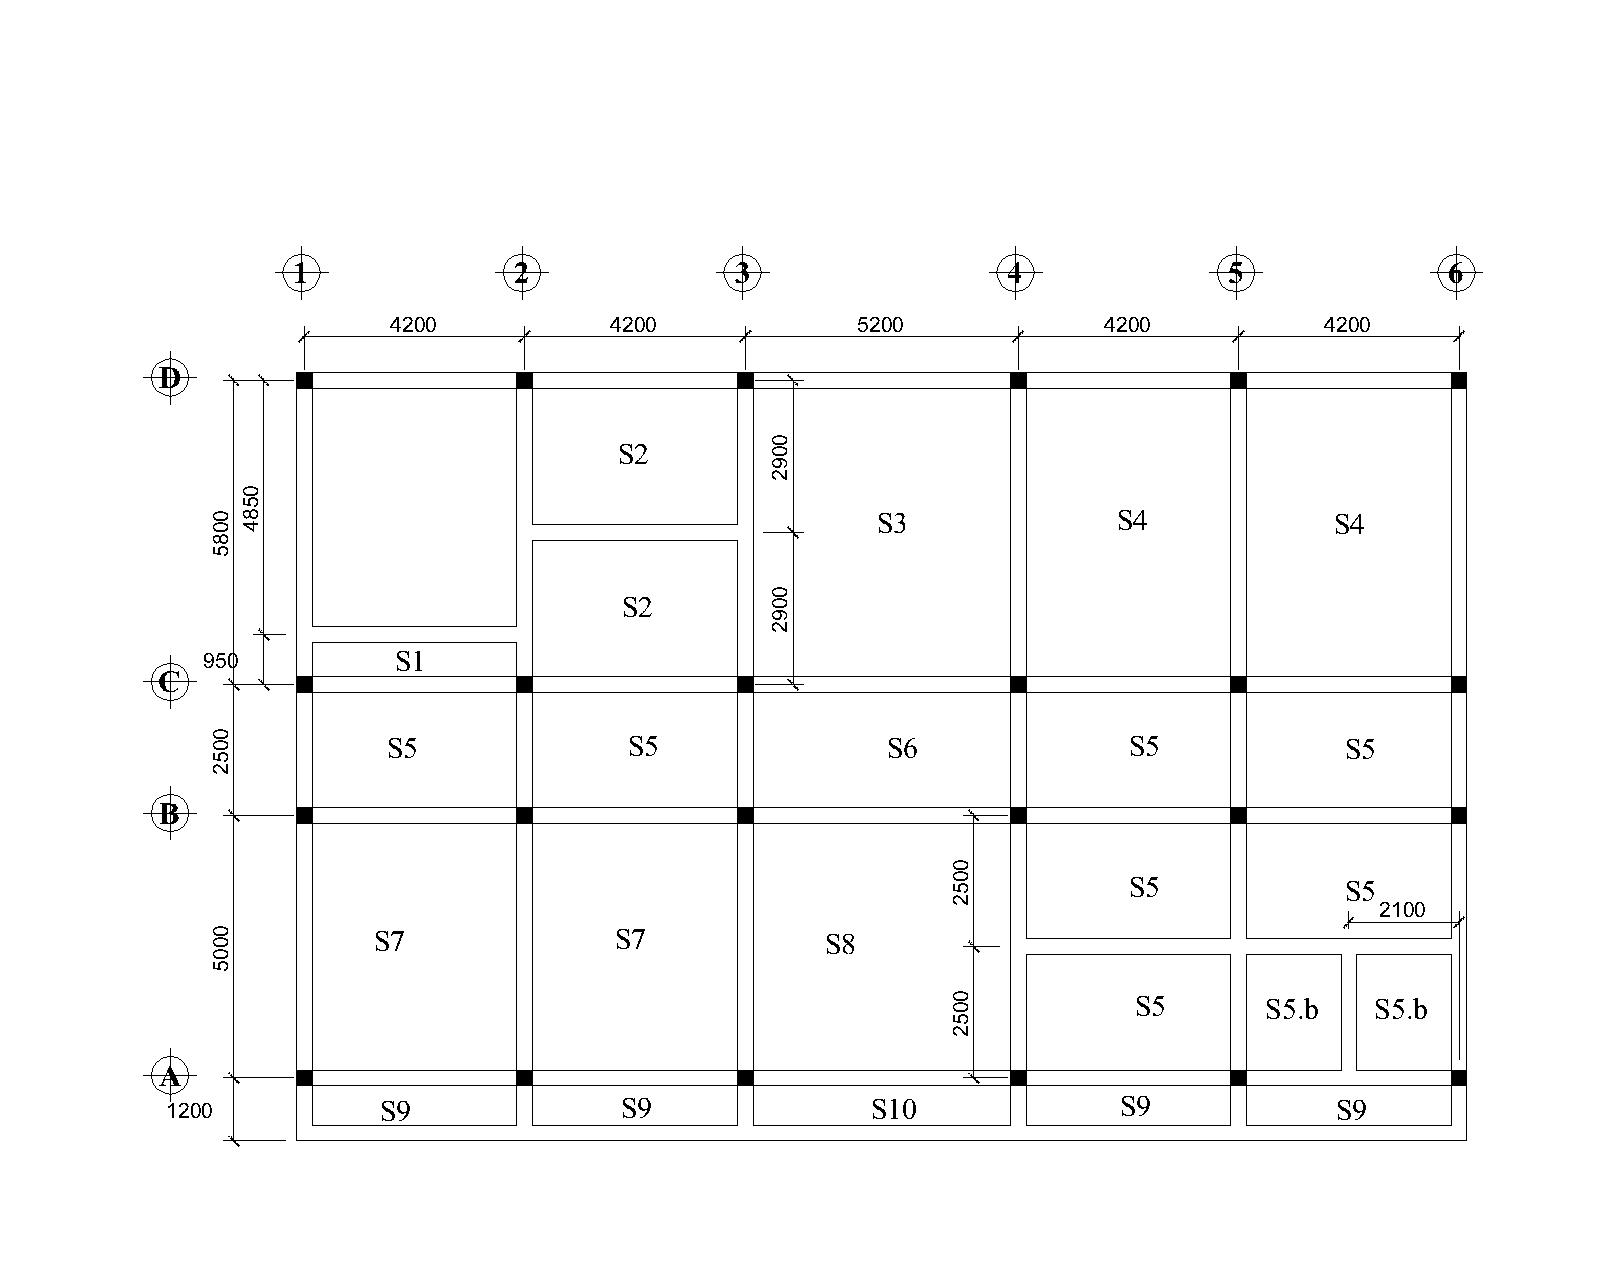 1 2 3 4 5 6
4200 4200 5200 4200 4200
D
S2 2900
4850
5800 S3 S4 S4
S2 2900
950 S1
C
2500 S5 S5 S6 S5 S5
B
2500 S5 S5
2100
5000 S7 S7 S8
2500 S5 S5.b S5.b
A
1200 S9 S9 S10 S9 S9